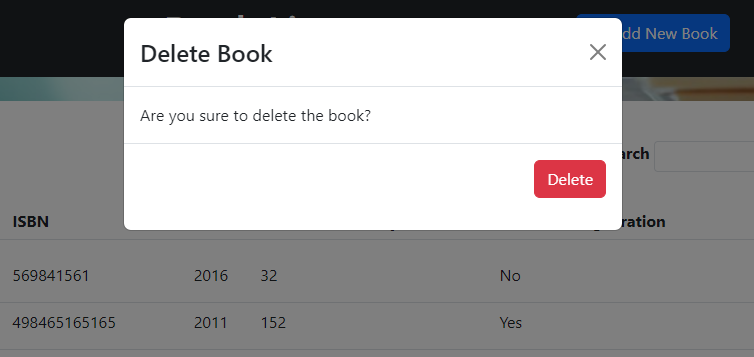 Delete Book
dd New Book
Are you sure to delete the book?
arch
Delete
ISBN
ration
569841561 2016 32 No
498465165165 2011 152 Yes